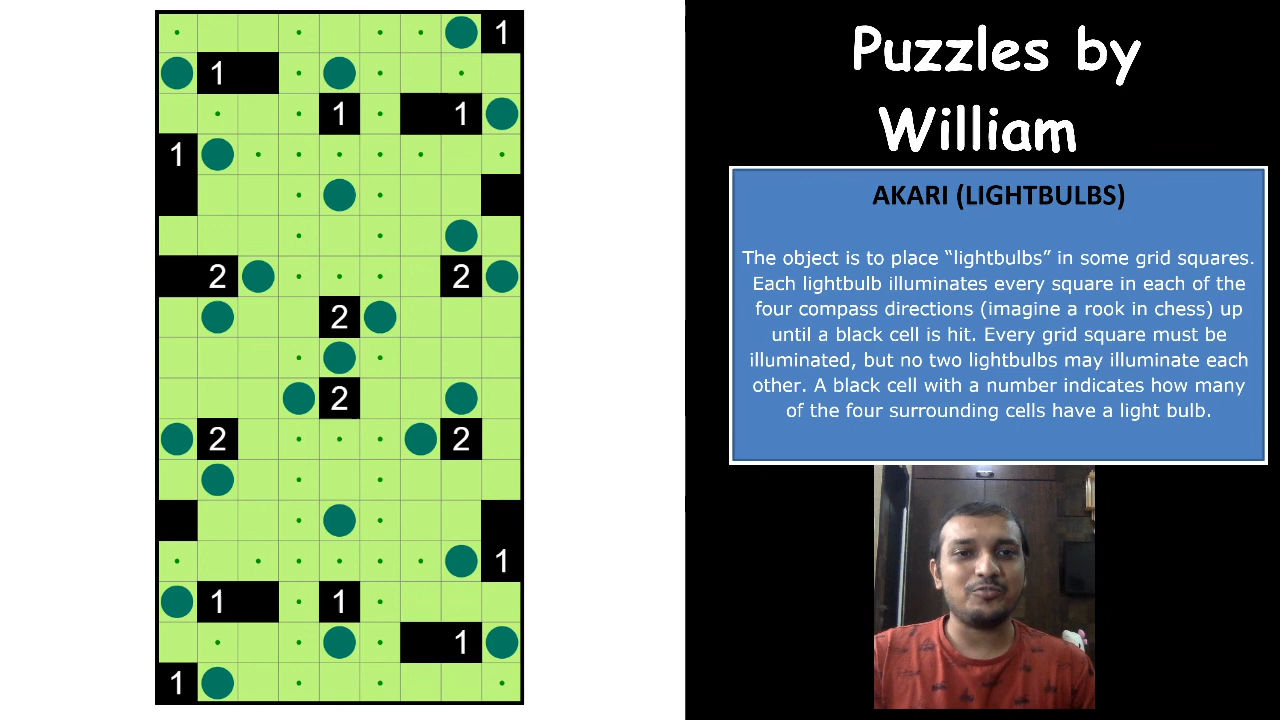 1
1
1 1
1
2 2
2
2
2 2
1
1 1
1
1
Puzzles by
William
AKARI (LIGHTBULBS)
The object is to place “lightbulbs” in some grid squares.
Each lightbulb illuminates every square in each of the
four compass directions (imagine a rook in chess) up
until a black cell is hit. Every grid square must be
illuminated, but no two lightbulbs may illuminate each
other. A black cell with a number indicates how many
of the four surrounding cells have a light bulb.